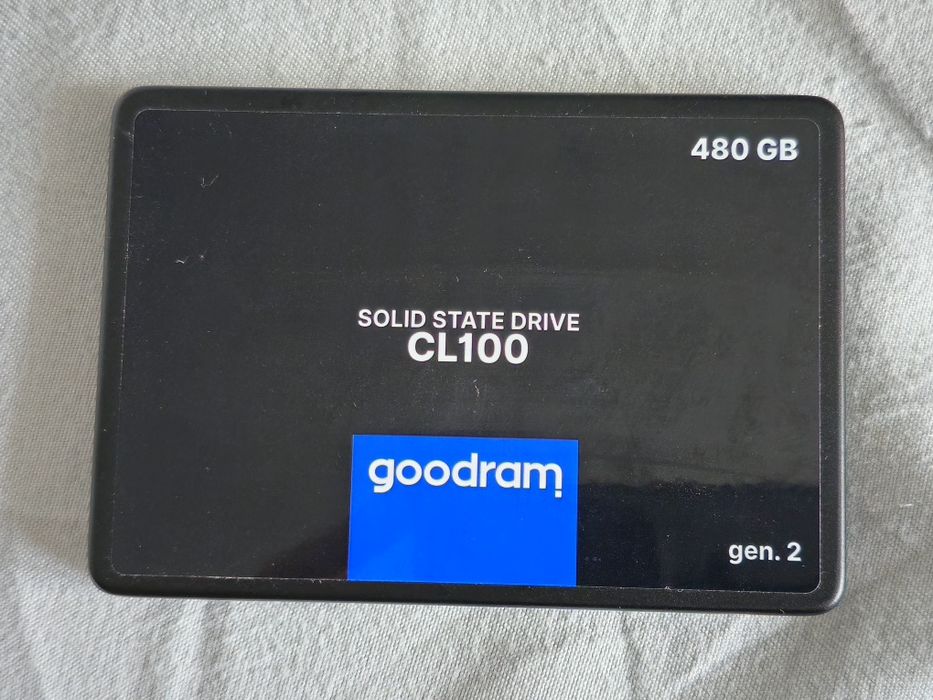 480 GB
SOLID STATE DRIVE
CL100
goodram
gen. 2